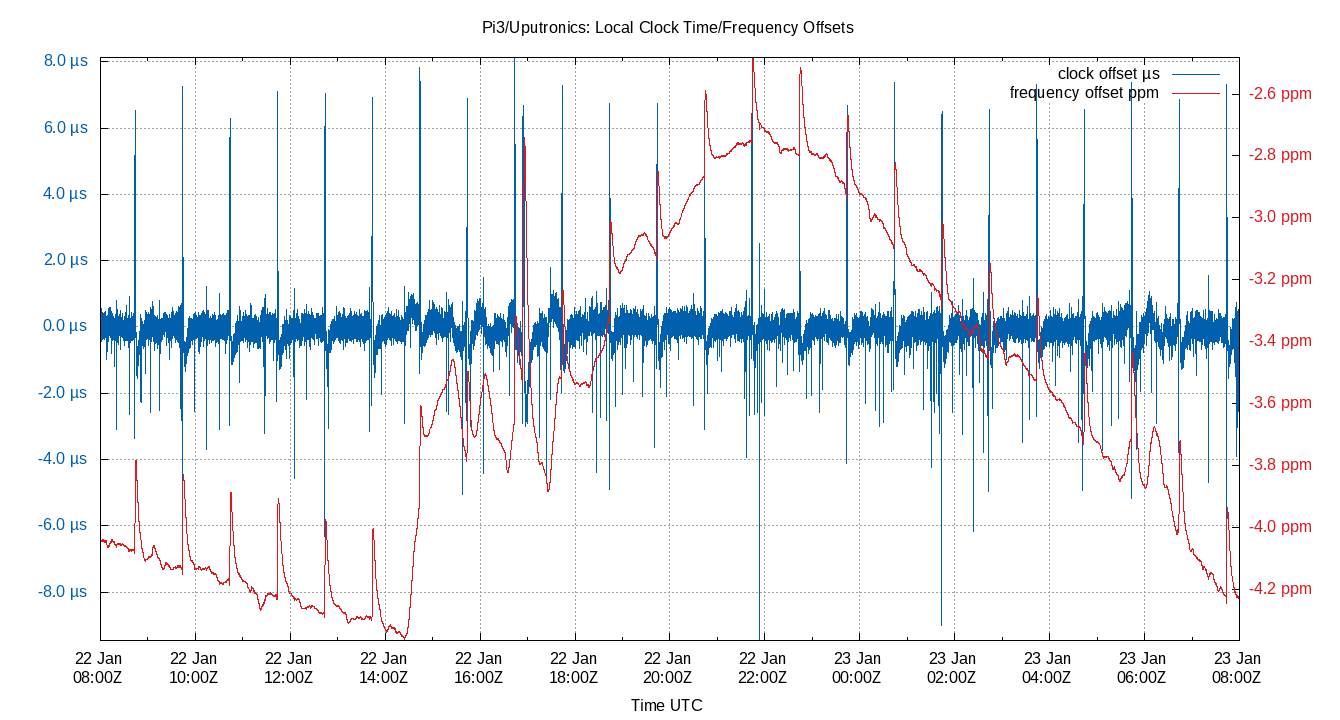 Pi3/Uputronics: Local Clock Time/Frequency Offsets
clock offset µs
frequency offset ppm
8.0 µs
6.0 µs
4.0 µs
2.0 µs
0.0 µs
-2.0 µs
-4.0 µs
-6.0 µs
-8.0 µs
-2.6 ppm
-2.8 ppm
-3.0 ppm
-3.2 ppm
-3.4 ppm
-3.6 ppm
-3.8 ppm
-4.0 ppm
-4.2 ppm
22 Jan 22 Jan 22 Jan 22 Jan 22 Jan 22 Jan 22 Jan 22 Jan 23 Jan 23 Jan 23 Jan 23 Jan 23 Jan
08:00Z 10:00Z 12:00Z 14:00Z 16:00Z 18:00Z 20:00Z 22:00Z 00:00Z 02:00Z 04:00Z 06:00Z 08:00Z
Time UTC